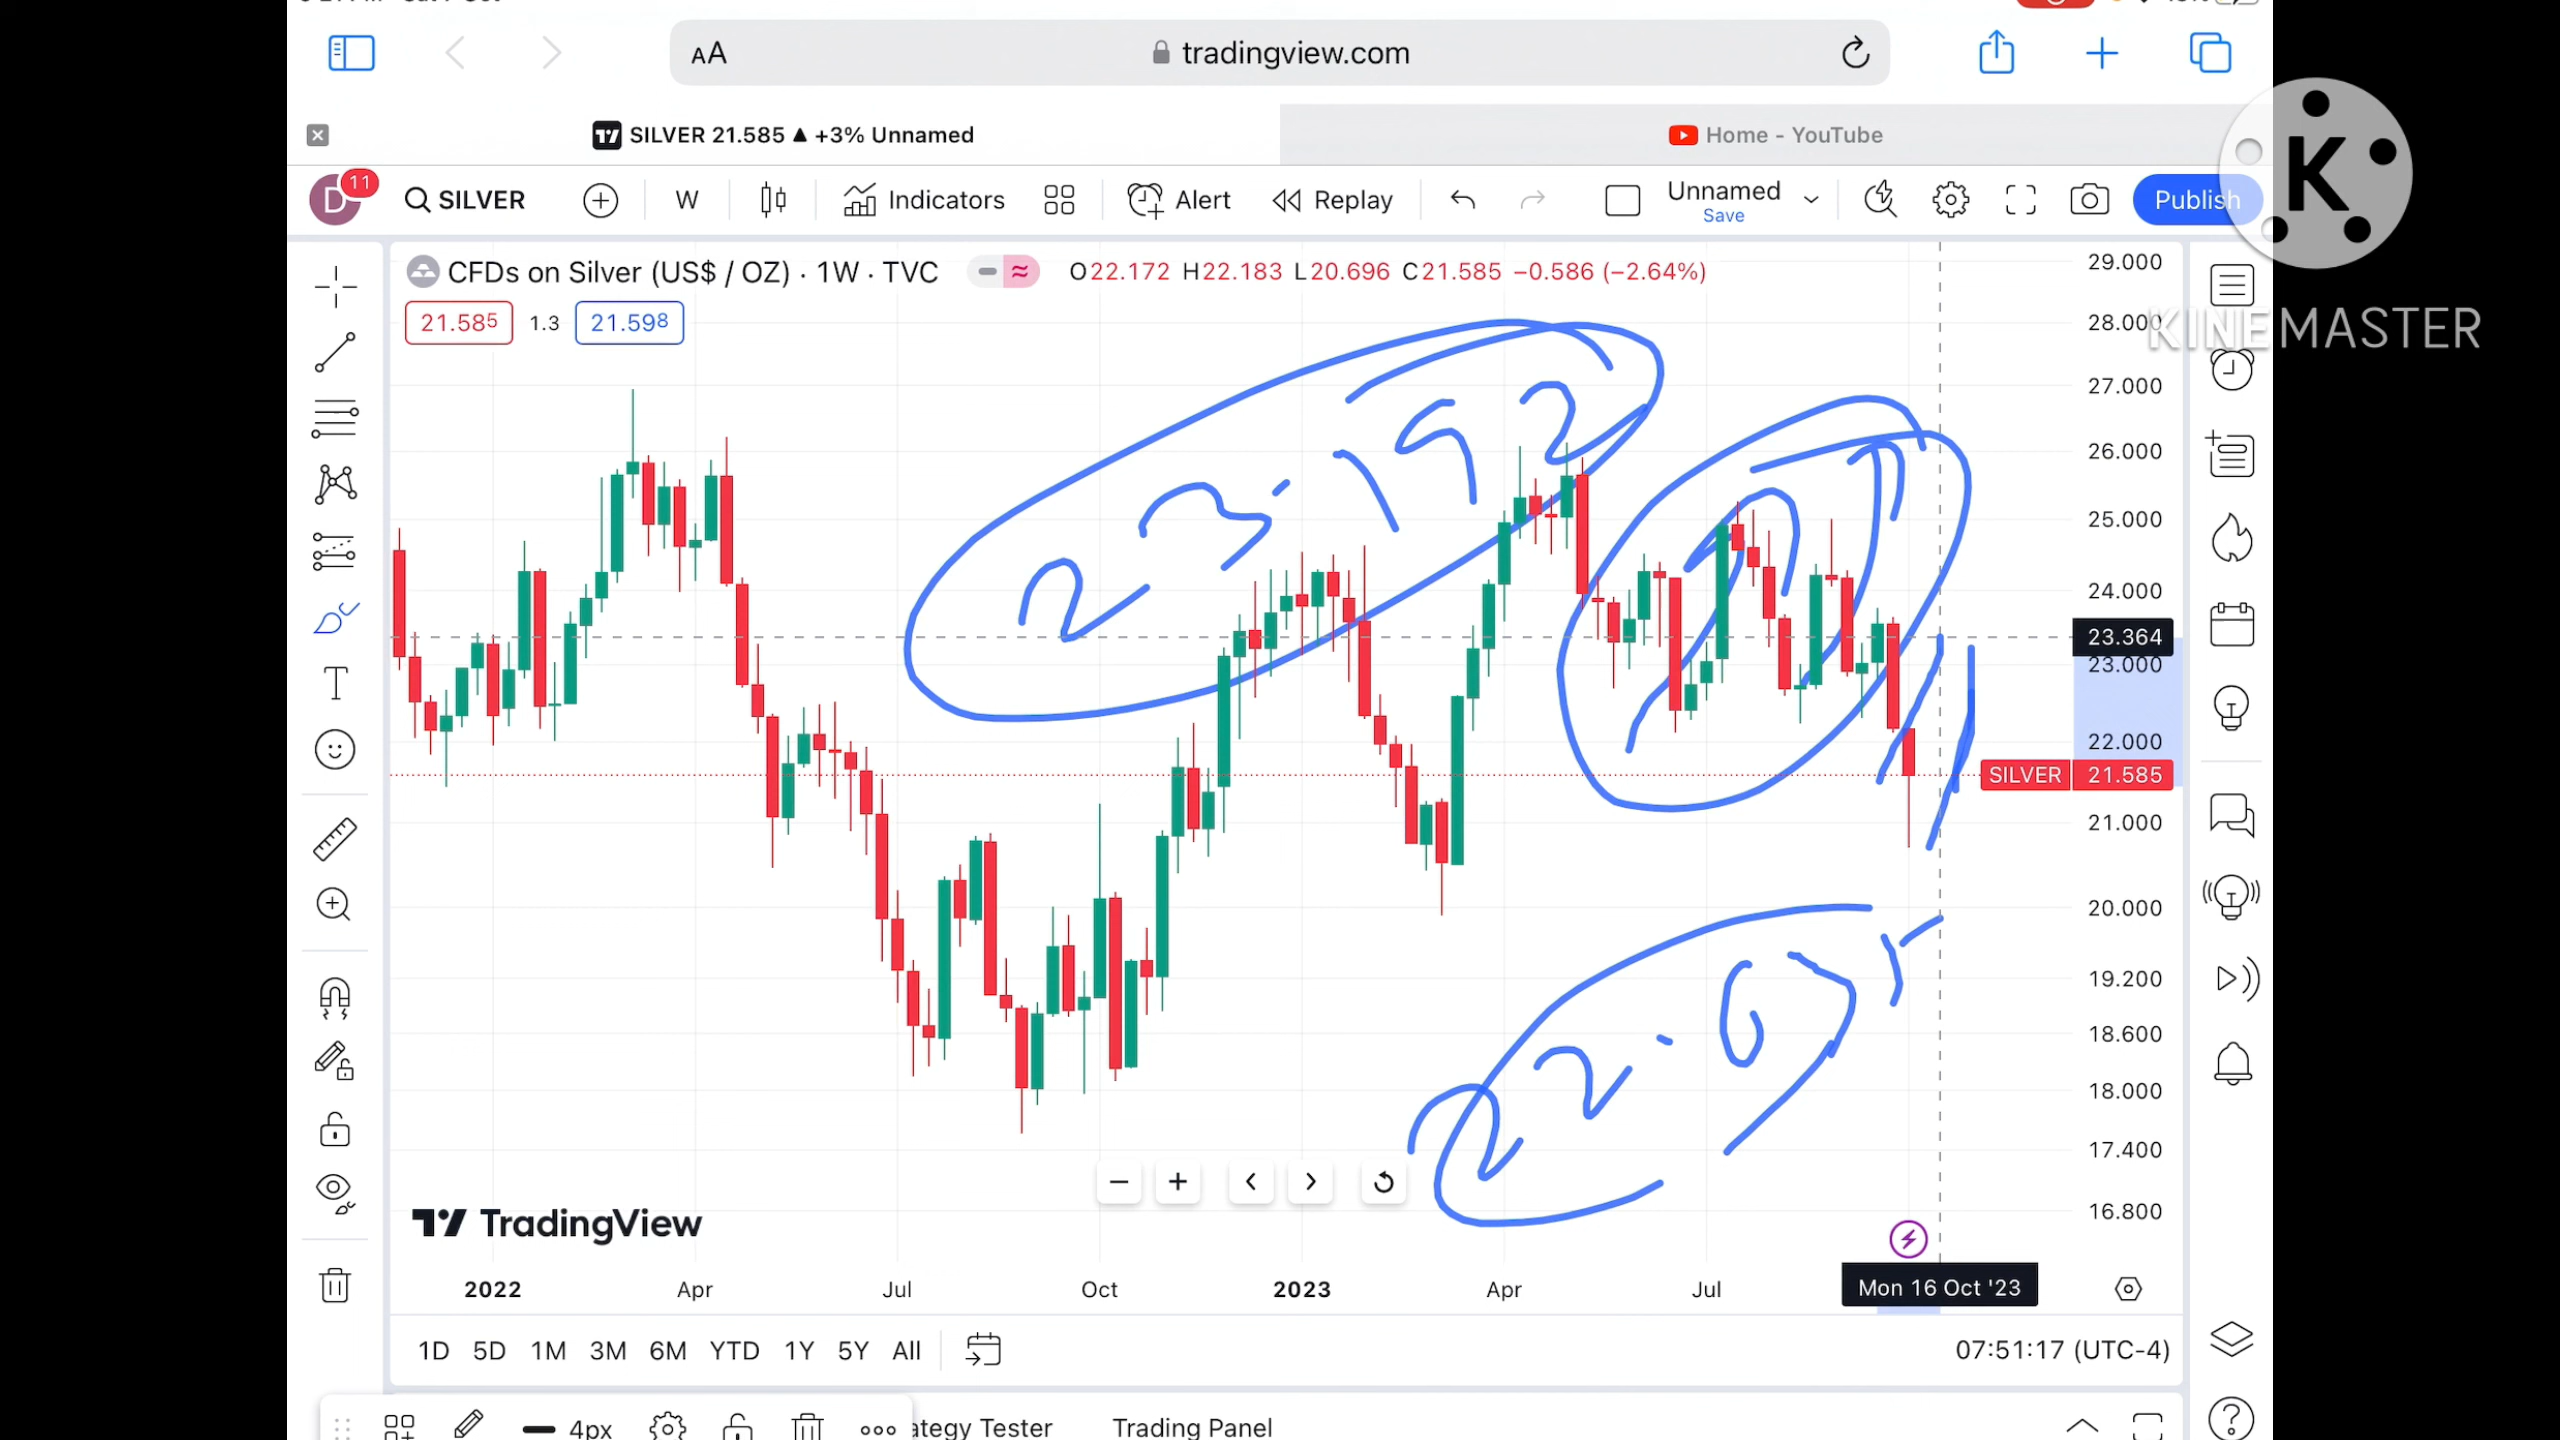 AA tradingview.com
SILVER 21.585 ▲ +3% Unnamed
Home - YouTube
D 11 SILVER W Indicators Alert Replay Unnamed Save Publish
K
KINEMASTER
CFDs on Silver (US$ / OZ) · 1W · TVC O22.172 H22.183 L20.696 C21.585 −0.586 (−2.64%)
21.585 1.3 21.598
29.000
28.000
27.000
26.000
25.000
24.000
23.364
23.000
22.000
SILVER 21.585
21.000
20.000
19.200
18.600
18.000
17.400
16.800
23.192
TradingView
2022 Apr Jul Oct 2023 Apr Jul Mon 16 Oct '23
1D 5D 1M 3M 6M YTD 1Y 5Y All 07:51:17 (UTC-4)
4px ategy Tester Trading Panel